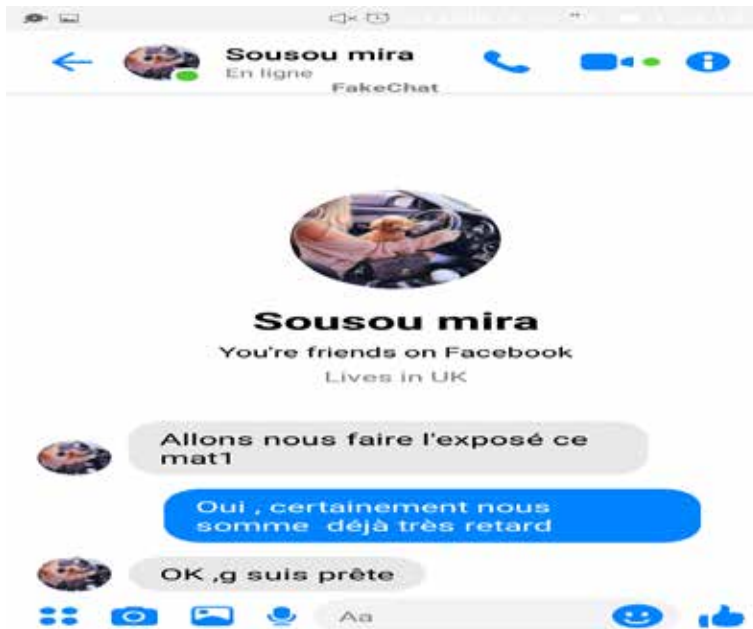 Sousou mira
En ligne
FakeChat
Sousou mira
You're friends on Facebook
Lives in UK
Allons nous faire l'exposé ce
mat1
Oui , certainement nous
somme déjà très retard
OK ,g suis prête
Aa